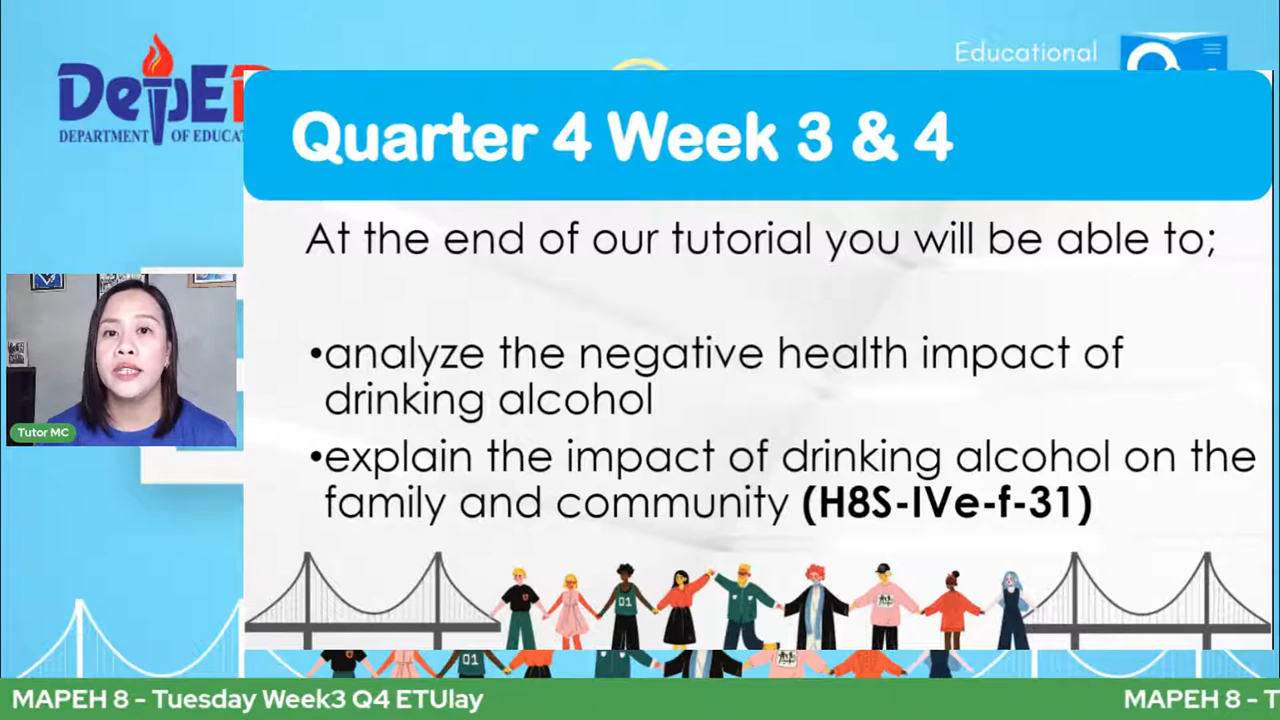 Educational
DepED
DEPARTMENT OF EDUCAT
Quarter 4 Week 3 & 4
At the end of our tutorial you will be able to;
•analyze the negative health impact of
drinking alcohol
•explain the impact of drinking alcohol on the
family and community (H8S-IVe-f-31)
Tutor MC
01
01
MAPEH 8 - Tuesday Week3 Q4 ETUlay
MAPEH 8 - T